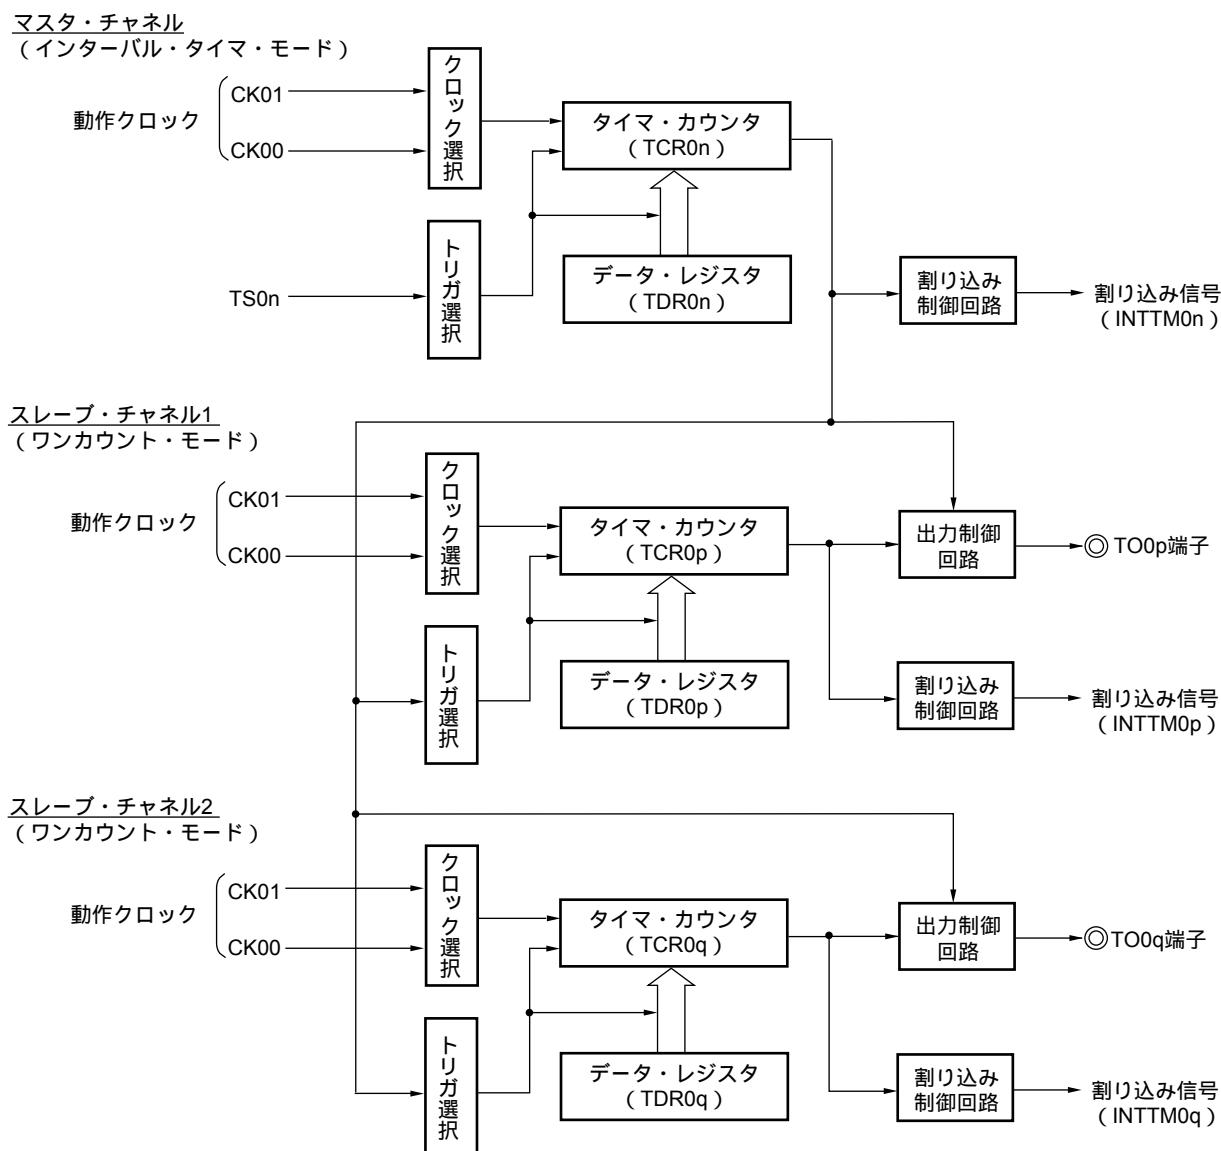 マスタ・チャネル
（インターバル・タイマ・モード）
動作クロック
CK01
CK00
クロック選択
タイマ・カウンタ
（TCR0n）
TS0n
トリガ選択
データ・レジスタ
（TDR0n）
割り込み
制御回路
割り込み信号
（INTTM0n）
スレーブ・チャネル1
（ワンカウント・モード）
動作クロック
CK01
CK00
クロック選択
タイマ・カウンタ
（TCR0p）
出力制御
回路
TO0p端子
トリガ選択
データ・レジスタ
（TDR0p）
割り込み
制御回路
割り込み信号
（INTTM0p）
スレーブ・チャネル2
（ワンカウント・モード）
動作クロック
CK01
CK00
クロック選択
タイマ・カウンタ
（TCR0q）
出力制御
回路
TO0q端子
トリガ選択
データ・レジスタ
（TDR0q）
割り込み
制御回路
割り込み信号
（INTTM0q）